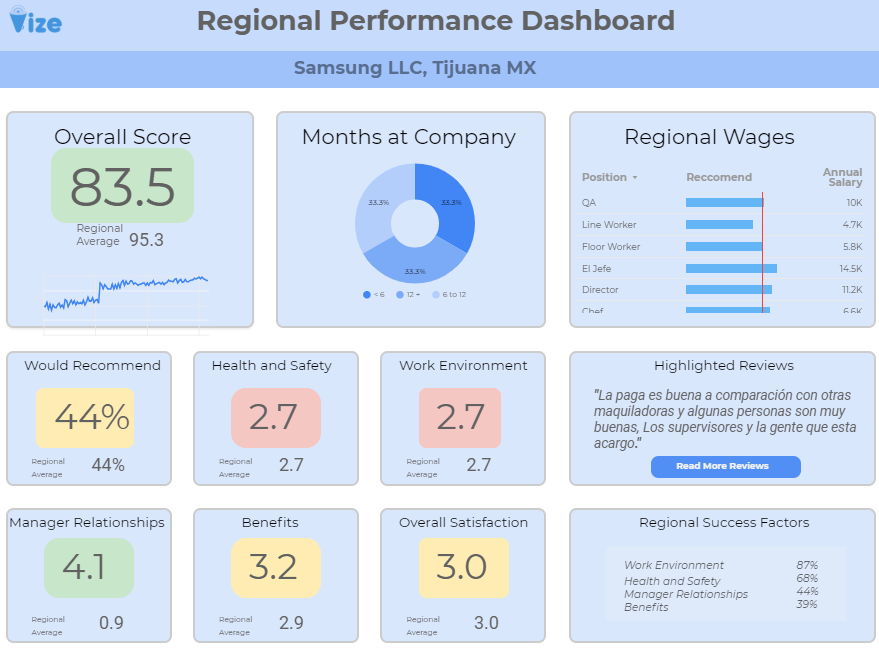 Vize
Regional Performance Dashboard
Samsung LLC, Tijuana MX
Overall Score
83.5
Regional
Average 95.3
Months at Company
33.3%
33.3%
33.3%
< 6
12 +
6 to 12
Regional Wages
Position Reccomend Annual
Salary
QA 10K
Line Worker 4.7K
Floor Worker 5.8K
El Jefe 14.5K
Director 11.2K
Chef 6.6K
Would Recommend
44%
Regional
Average 44%
Health and Safety
2.7
Regional
Average 2.7
Work Environment
2.7
Regional
Average 2.7
Highlighted Reviews
"La paga es buena a comparación con otras
maquiladoras y algunas personas son muy
buenas, Los supervisores y la gente que esta
acargo."
Read More Reviews
Manager Relationships
4.1
Regional
Average 0.9
Benefits
3.2
Regional
Average 2.9
Overall Satisfaction
3.0
Regional
Average 3.0
Regional Success Factors
Work Environment 87%
Health and Safety 68%
Manager Relationships 44%
Benefits 39%